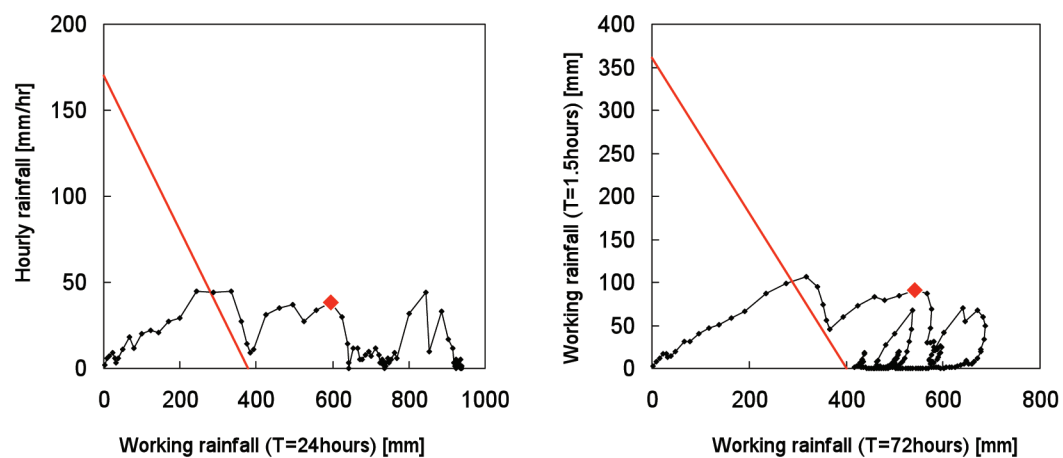 200
150
100
50
0
Hourly rainfall [mm/hr]
0 200 400 600 800 1000
Working rainfall (T=24hours) [mm]
400
350
300
250
200
150
100
50
0
Working rainfall (T=1.5hours) [mm]
0 200 400 600 800
Working rainfall (T=72hours) [mm]